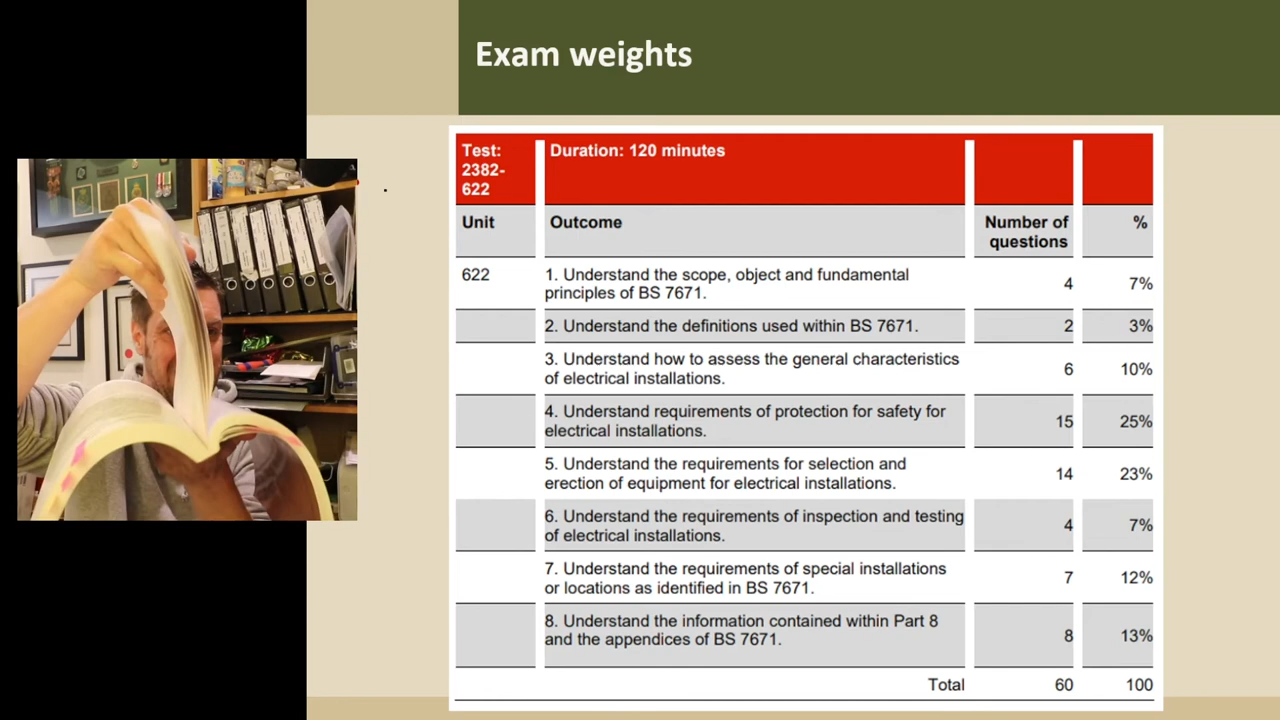 Exam weights
Test: Duration: 120 minutes
2382-
622
Unit Outcome Number of questions %
622 1. Understand the scope, object and fundamental
principles of BS 7671. 4 7%
2. Understand the definitions used within BS 7671. 2 3%
3. Understand how to assess the general characteristics
of electrical installations. 6 10%
4. Understand requirements of protection for safety for
electrical installations. 15 25%
5. Understand the requirements for selection and
erection of equipment for electrical installations. 14 23%
6. Understand the requirements of inspection and testing
of electrical installations. 4 7%
7. Understand the requirements of special installations
or locations as identified in BS 7671. 7 12%
8. Understand the information contained within Part 8
and the appendices of BS 7671. 8 13%
Total 60 100